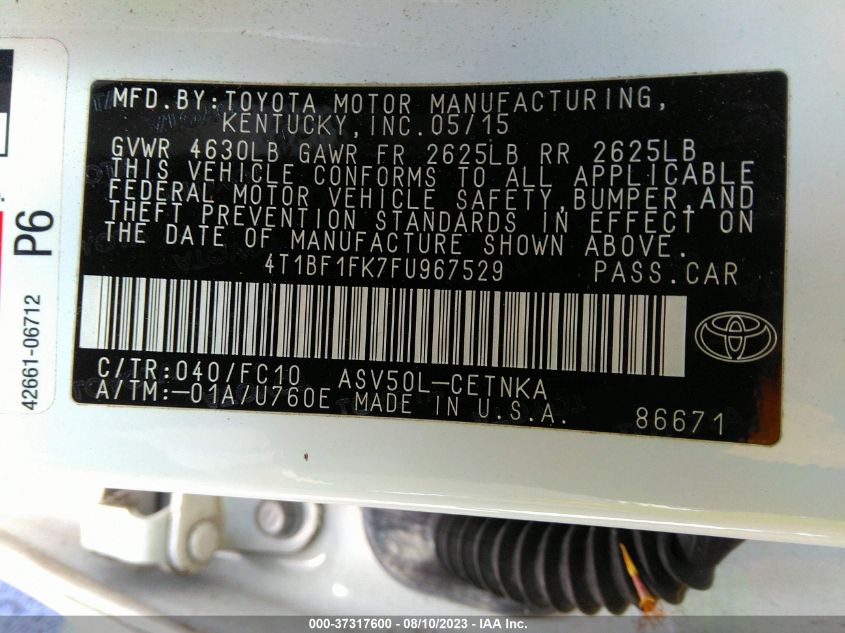 MFD.BY:TOYOTA MOTOR MANUFACTURING,
KENTUCKY,INC.05/15
GVWR 4630LB GAWR FR 2625LB RR 2625LB
THIS VEHICLE CONFORMS TO ALL APPLICABLE
FEDERAL MOTOR VEHICLE SAFETY,BUMPER,AND
THEFT PREVENTION STANDARDS IN EFFECT ON
THE DATE OF MANUFACTURE SHOWN ABOVE.
4T1BF1FK7FU967529 PASS.CAR
C/TR:040/FC10 ASV50L-CETNKA
A/TM:-01A/U760E MADE IN U.S.A.
86671
P6
42661-06712
000-37317600 - 08/10/2023 - IAA Inc.